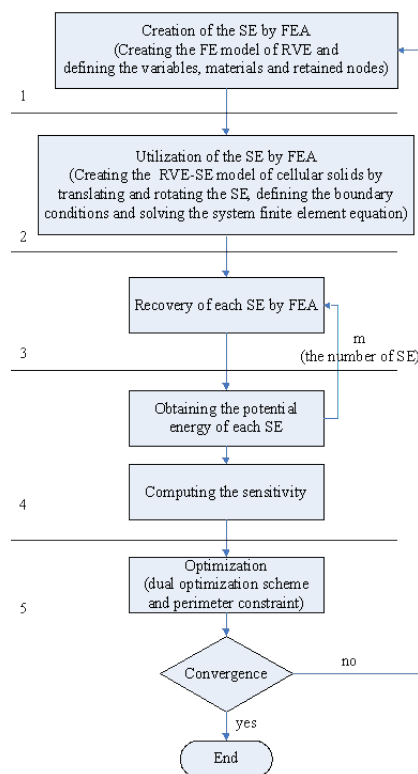 Creation of the SE by FEA
(Creating the FE model of RVE and
defining the variables, materials and retained nodes)
1
Utilization of the SE by FEA
(Creating the RVE-SE model of cellular solids by
translating and rotating the SE, defining the boundary
conditions and solving the system finite element equation)
2
Recovery of each SE by FEA
m
(the number of SE)
3
Obtaining the potential
energy of each SE
Computing the sensitivity
4
Optimization
(dual optimization scheme
and perimeter constraint)
5
Convergence
no
yes
End